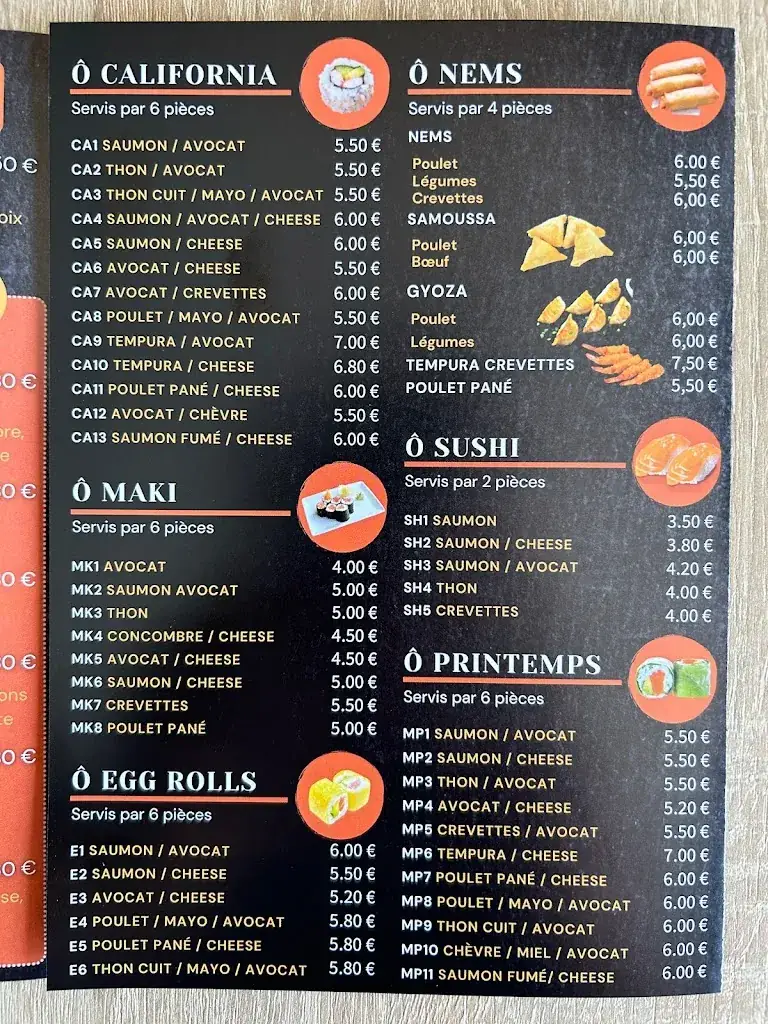 50 €
oix
80 €
bre,
e
80 €
80 €
80 €
ons
te
80 €
80 €
se,
Ô CALIFORNIA
Servis par 6 pièces
CA1 SAUMON / AVOCAT 5.50 €
CA2 THON / AVOCAT 5.50 €
CA3 THON CUIT / MAYO / AVOCAT 5.50 €
CA4 SAUMON / AVOCAT / CHEESE 6.00 €
CA5 SAUMON / CHEESE 6.00 €
CA6 AVOCAT / CHEESE 5.50 €
CA7 AVOCAT / CREVETTES 6.00 €
CA8 POULET / MAYO / AVOCAT 5.50 €
CA9 TEMPURA / AVOCAT 7.00 €
CA10 TEMPURA / CHEESE 6.80 €
CA11 POULET PANÉ / CHEESE 6.00 €
CA12 AVOCAT / CHÈVRE 5.50 €
CA13 SAUMON FUMÉ / CHEESE 6.00 €
Ô MAKI
Servis par 6 pièces
MK1 AVOCAT 4.00 €
MK2 SAUMON AVOCAT 5.00 €
MK3 THON 5.00 €
MK4 CONCOMBRE / CHEESE 4.50 €
MK5 AVOCAT / CHEESE 4.50 €
MK6 SAUMON / CHEESE 5.00 €
MK7 CREVETTES 5.50 €
MK8 POULET PANÉ 5.00 €
Ô EGG ROLLS
Servis par 6 pièces
E1 SAUMON / AVOCAT 6.00 €
E2 SAUMON / CHEESE 5.50 €
E3 AVOCAT / CHEESE 5.20 €
E4 POULET / MAYO / AVOCAT 5.80 €
E5 POULET PANÉ / CHEESE 5.80 €
E6 THON CUIT / MAYO / AVOCAT 5.80 €
Ô NEMS
Servis par 4 pièces
NEMS
Poulet 6.00 €
Légumes 5,50 €
Crevettes 6,00 €
SAMOUSSA
Poulet 6,00 €
Bœuf 6,00 €
GYOZA
Poulet 6,00 €
Légumes 6,00 €
TEMPURA CREVETTES 7,50 €
POULET PANÉ 5,50 €
Ô SUSHI
Servis par 2 pièces
SH1 SAUMON 3.50 €
SH2 SAUMON / CHEESE 3.80 €
SH3 SAUMON / AVOCAT 4.20 €
SH4 THON 4.00 €
SH5 CREVETTES 4.00 €
Ô PRINTEMPS
Servis par 6 pièces
MP1 SAUMON / AVOCAT 5.50 €
MP2 SAUMON / CHEESE 5.50 €
MP3 THON / AVOCAT 5.50 €
MP4 AVOCAT / CHEESE 5.20 €
MP5 CREVETTES / AVOCAT 5.50 €
MP6 TEMPURA / CHEESE 7.00 €
MP7 POULET PANÉ / CHEESE 6.00 €
MP8 POULET / MAYO / AVOCAT 6.00 €
MP9 THON CUIT / AVOCAT 6.00 €
MP10 CHÈVRE / MIEL / AVOCAT 6.00 €
MP11 SAUMON FUMÉ/ CHEESE 6.00 €